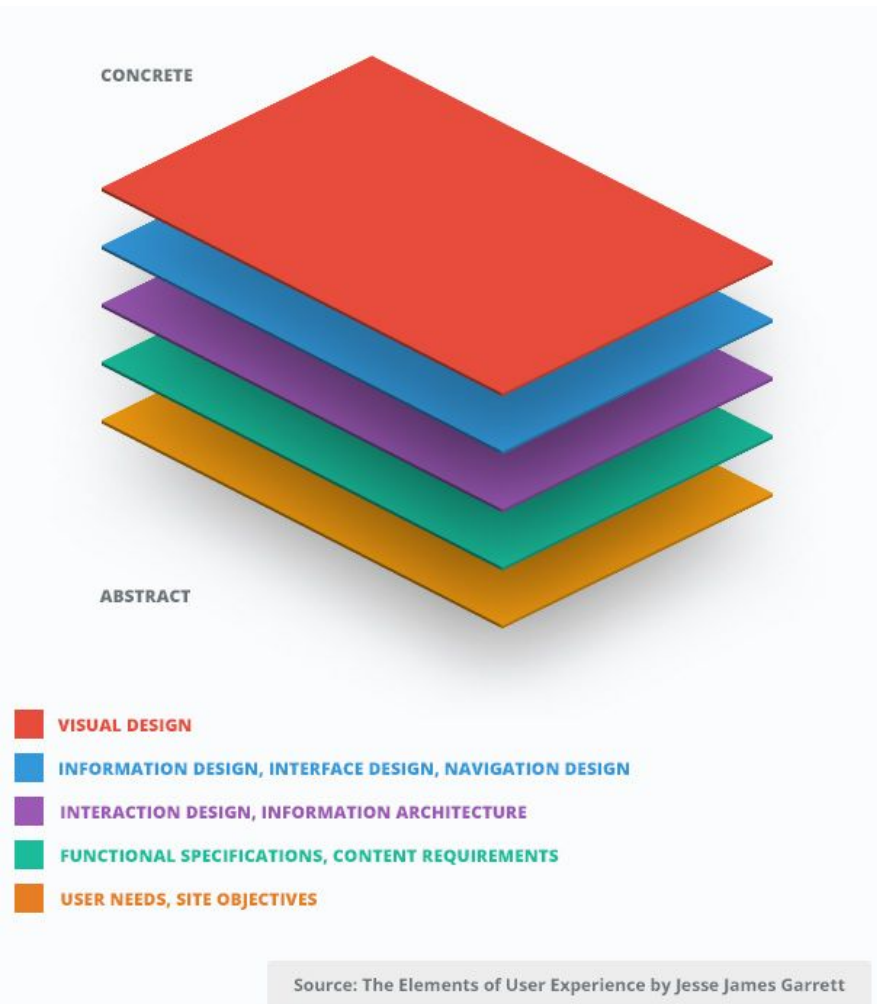 CONCRETE
ABSTRACT
VISUAL DESIGN
INFORMATION DESIGN, INTERFACE DESIGN, NAVIGATION DESIGN
INTERACTION DESIGN, INFORMATION ARCHITECTURE
FUNCTIONAL SPECIFICATIONS, CONTENT REQUIREMENTS
USER NEEDS, SITE OBJECTIVES
Source: The Elements of User Experience by Jesse James Garrett